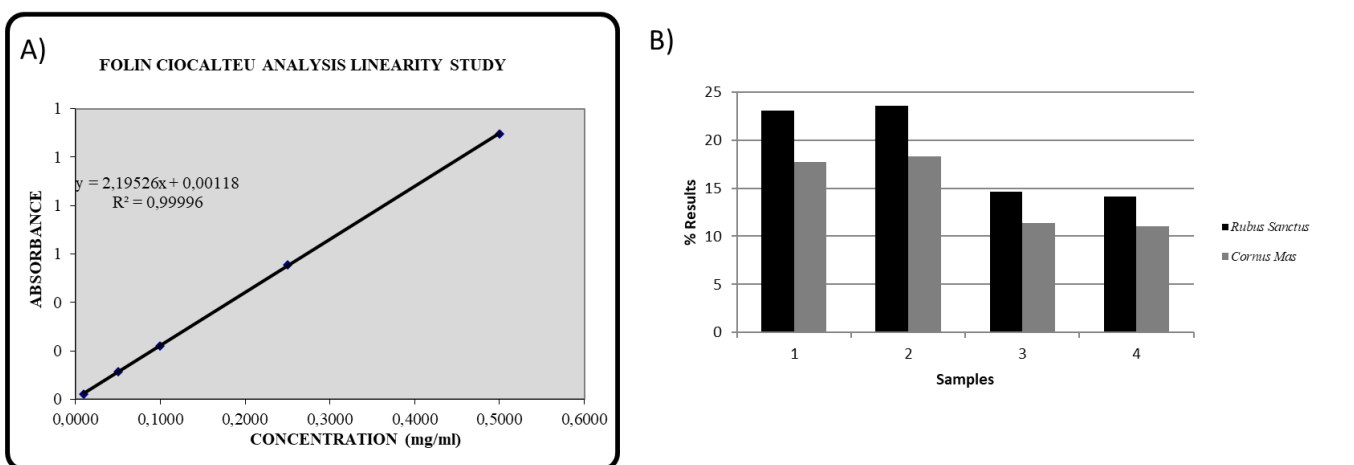 A)
FOLIN CIOCALTEU ANALYSIS LINEARITY STUDY
1
1
1
1
0
0
0
ABSORBANCE
y = 2,19526x + 0,00118
R² = 0,99996
0,0000 0,1000 0,2000 0,3000 0,4000 0,5000 0,6000
CONCENTRATION (mg/ml)
B)
25
20
15
10
5
0
% Results
1 2 3 4
Samples
Rubus Sanctus
Cornus Mas